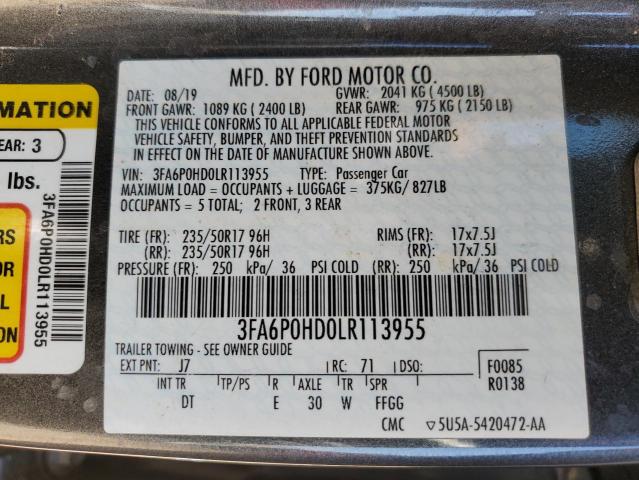 MFD. BY FORD MOTOR CO.
DATE: 08/19 GVWR: 2041 KG (4500 LB)
FRONT GAWR: 1089 KG (2400 LB) REAR GAWR: 975 KG (2150 LB)
THIS VEHICLE CONFORMS TO ALL APPLICABLE FEDERAL MOTOR
VEHICLE SAFETY, BUMPER, AND THEFT PREVENTION STANDARDS
IN EFFECT ON THE DATE OF MANUFACTURE SHOWN ABOVE.
VIN: 3FA6P0HD0LR113955 TYPE: Passenger Car
MAXIMUM LOAD = OCCUPANTS + LUGGAGE = 375KG/ 827LB
OCCUPANTS = 5 TOTAL; 2 FRONT, 3 REAR
TIRE (FR): 235/50R17 96H RIMS (FR): 17x7.5J
(RR): 235/50R17 96H (RR): 17x7.5J
PRESSURE (FR): 250 kPa/ 36 PSI COLD (RR): 250 kPa/36 PSI COLD
3FA6P0HD0LR113955
TRAILER TOWING - SEE OWNER GUIDE
EXT PNT: J7 RC: 71 DSO: F0085
R0138
INT TR TP/PS R AXLE TR SPR
DT E 30 W FFGG
CMC ▽5U5A-5420472-AA
RMATION
EAR: 3
lbs.
RS
OR
L
S
3FA6P0HD0LR113955